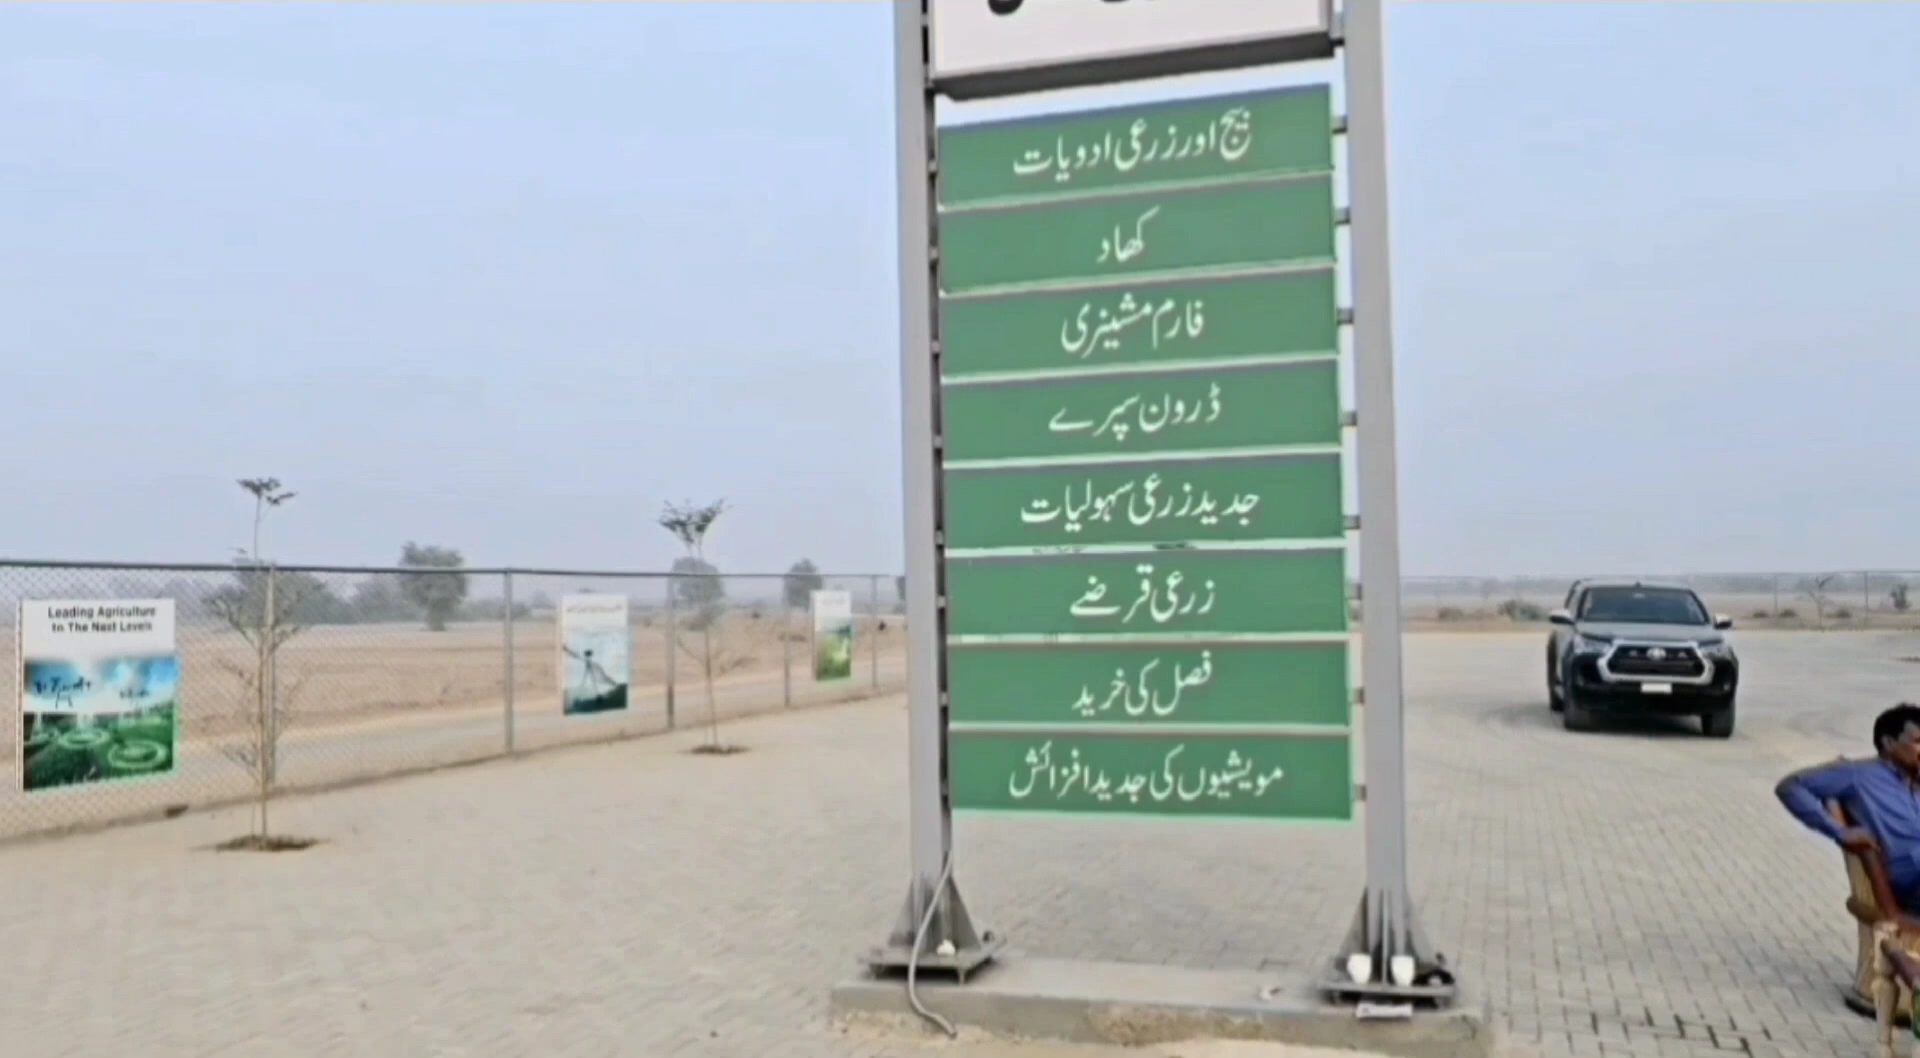 بیج اور زرعی ادویات
کھاد
فارم مشینری
ڈرون سپرے
جدید زرعی سہولیات
زرعی قرضے
فصل کی خرید
مویشیوں کی جدید افزائش
Leading Agriculture
to The Next Levels